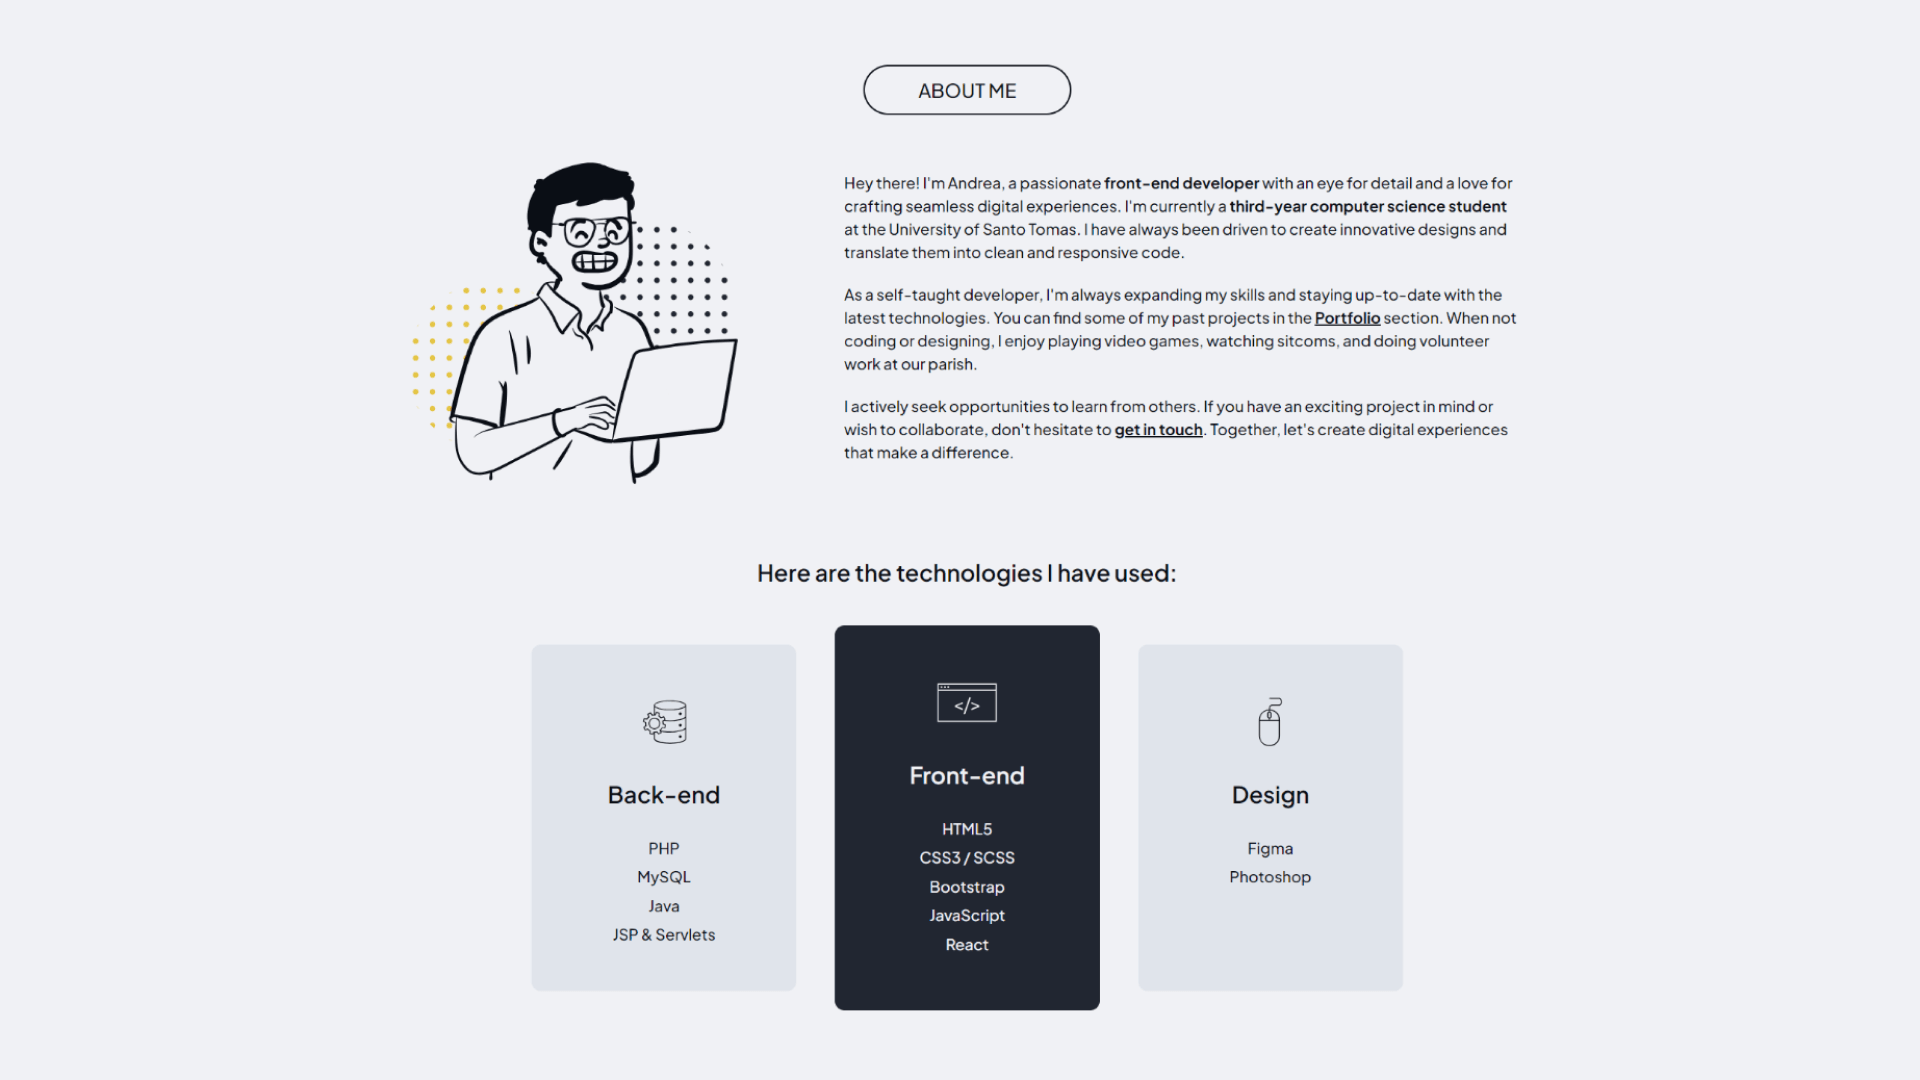 ABOUT ME
Hey there! I'm Andrea, a passionate front-end developer with an eye for detail and a love for
crafting seamless digital experiences. I'm currently a third-year computer science student
at the University of Santo Tomas. I have always been driven to create innovative designs and
translate them into clean and responsive code.
As a self-taught developer, I'm always expanding my skills and staying up-to-date with the
latest technologies. You can find some of my past projects in the Portfolio section. When not
coding or designing, I enjoy playing video games, watching sitcoms, and doing volunteer
work at our parish.
I actively seek opportunities to learn from others. If you have an exciting project in mind or
wish to collaborate, don't hesitate to get in touch. Together, let's create digital experiences
that make a difference.
Here are the technologies I have used:
Back-end
PHP
MySQL
Java
JSP & Servlets
</>
Front-end
HTML5
CSS3 / SCSS
Bootstrap
JavaScript
React
Design
Figma
Photoshop